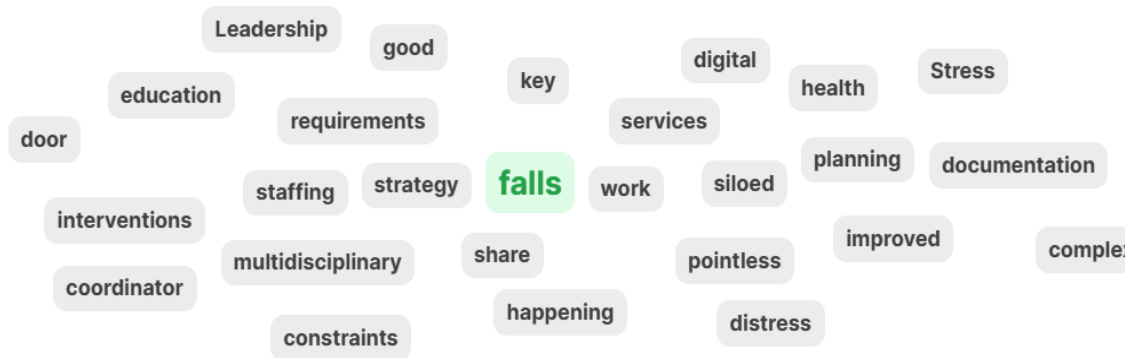 Leadership
good
key
digital
health
Stress
education
requirements
services
door
planning
documentation
staffing
strategy
falls
work
siloed
interventions
multidisciplinary
share
pointless
improved
complex
coordinator
happening
distress
constraints